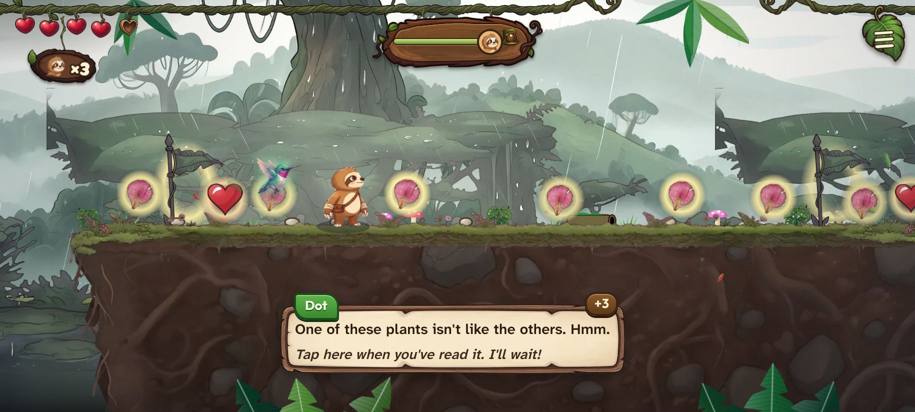 x3
Dot
+3
One of these plants isn't like the others. Hmm.
Tap here when you've read it. I'll wait!